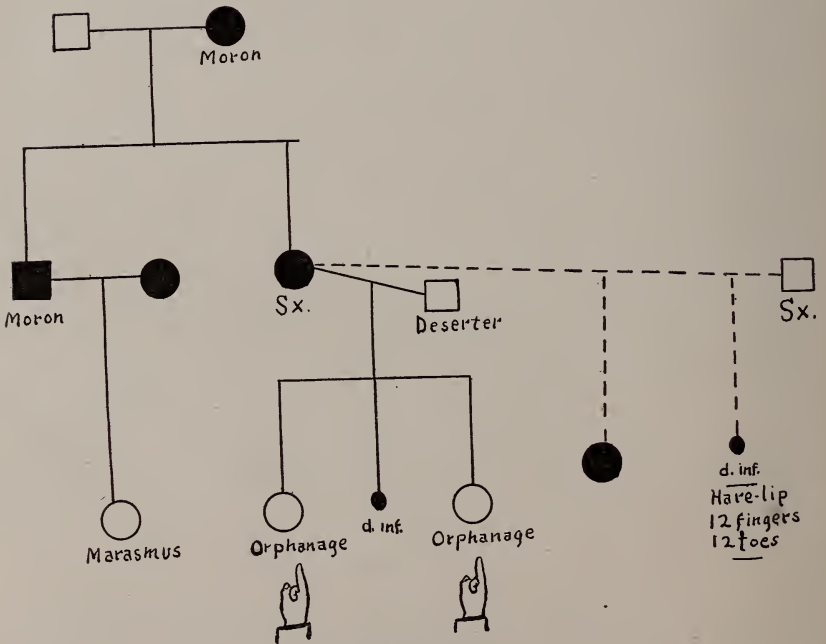 Moron
Moron
Sx.
Deserter
Sx.
Marasmus
Orphanage
d. inf.
Orphanage
d. inf.
Hare-lip
12 fingers
12 toes